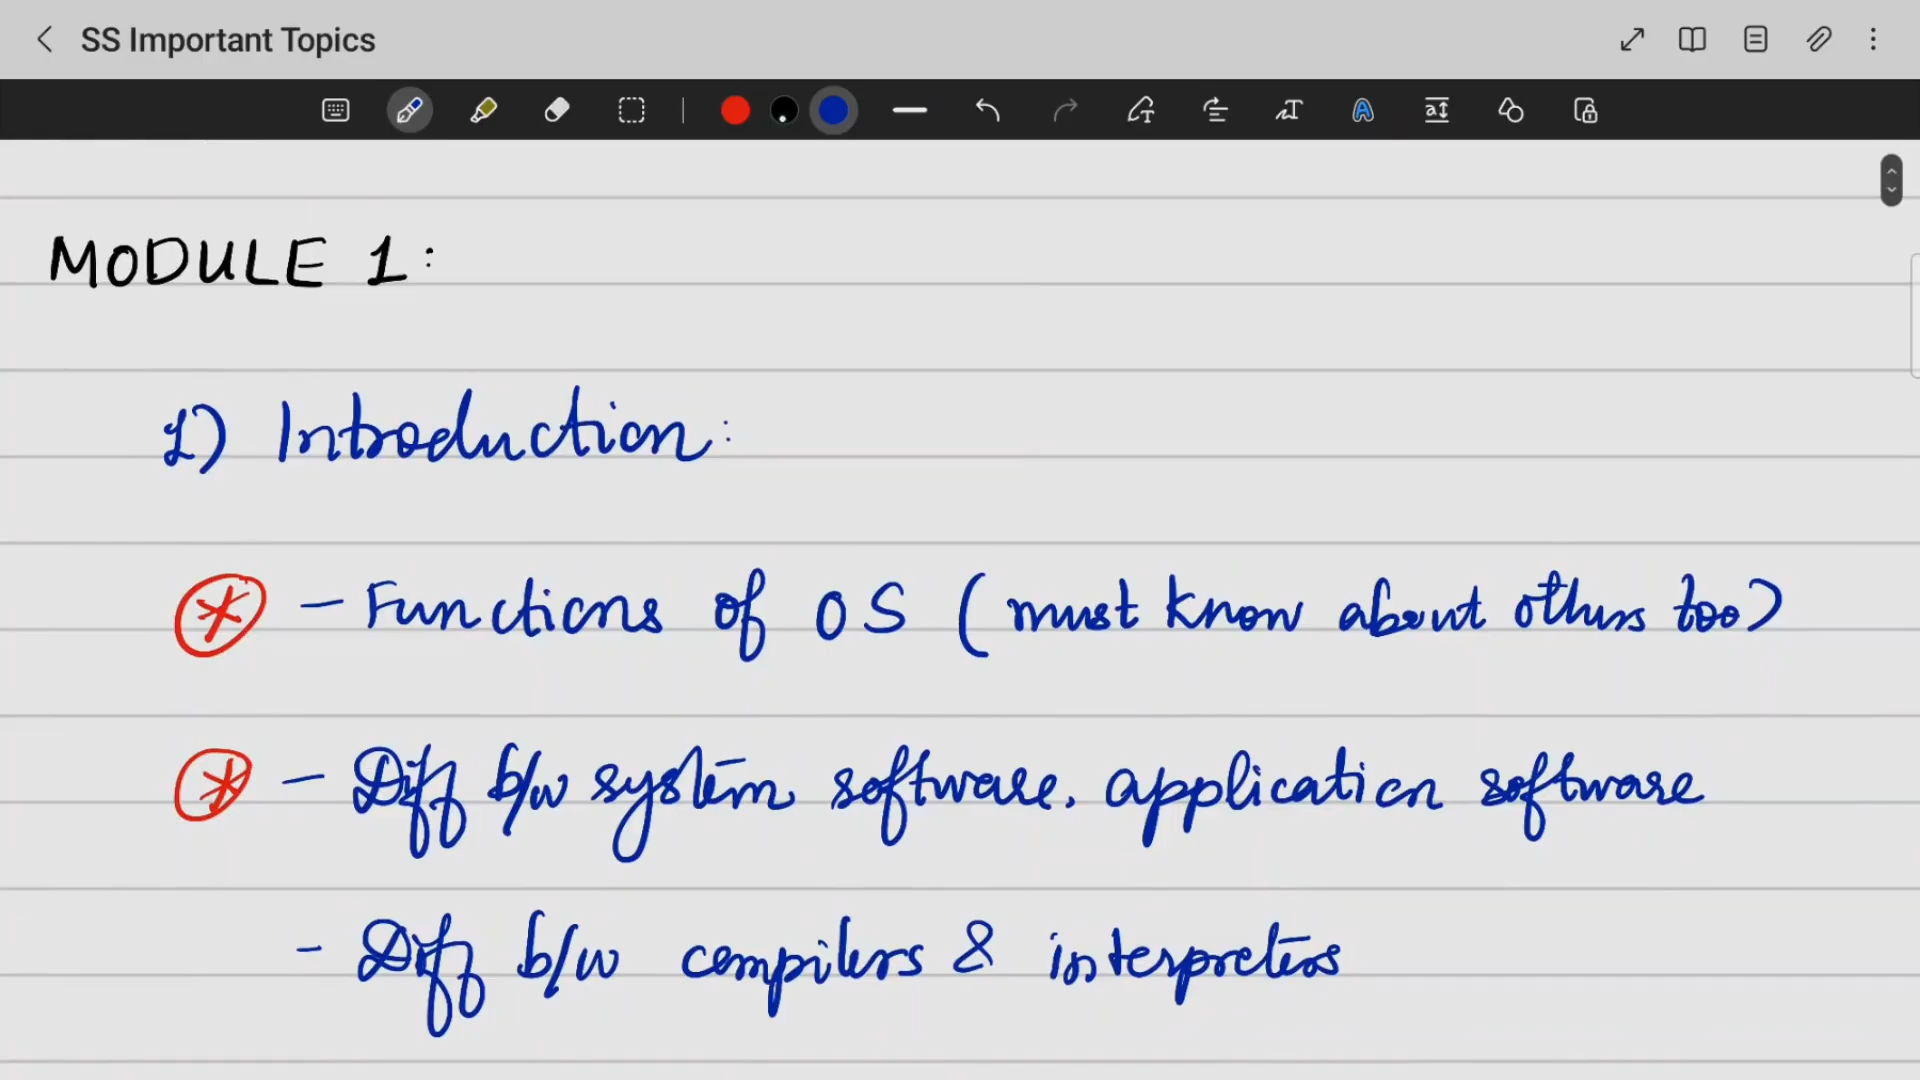 SS Important Topics
MODULE 1:
1) Introduction:
- Functions of OS (must know about others too)
- Diff b/w system software, application software
- Diff b/w compilers & interpreters